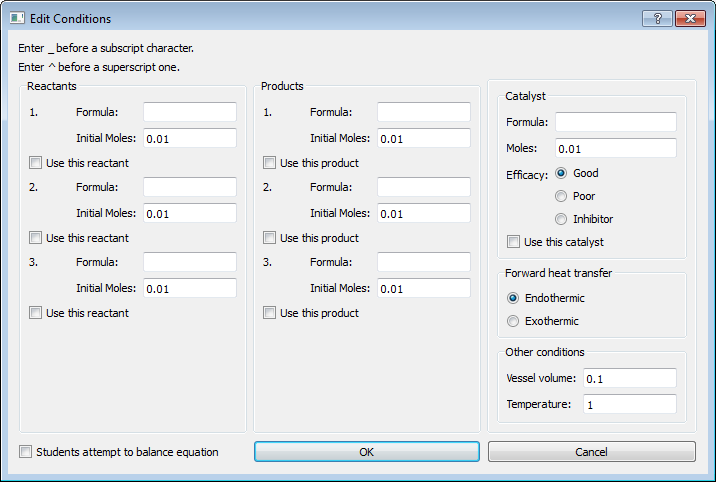 Edit Conditions
Enter _ before a subscript character.
Enter ^ before a superscript one.
Reactants
1. Formula:
Initial Moles: 0.01
Use this reactant
2. Formula:
Initial Moles: 0.01
Use this reactant
3. Formula:
Initial Moles: 0.01
Use this reactant
Products
1. Formula:
Initial Moles: 0.01
Use this product
2. Formula:
Initial Moles: 0.01
Use this product
3. Formula:
Initial Moles: 0.01
Use this product
Catalyst
Formula:
Moles: 0.01
Efficacy: Good
Poor
Inhibitor
Use this catalyst
Forward heat transfer
Endothermic
Exothermic
Other conditions
Vessel volume: 0.1
Temperature: 1
Students attempt to balance equation
OK
Cancel